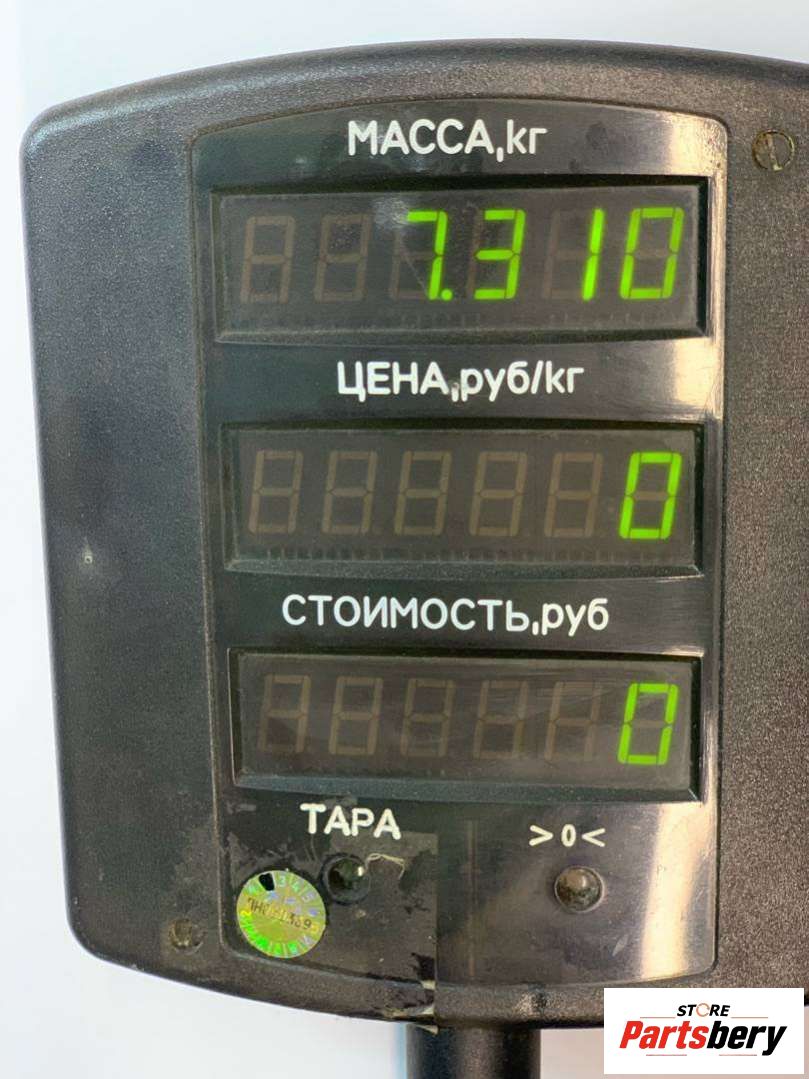 МАССА,кг
7.310
ЦЕНА,руб/кг
0
СТОИМОСТЬ,руб
0
ТАРА
>0<
STORE
Partsbery